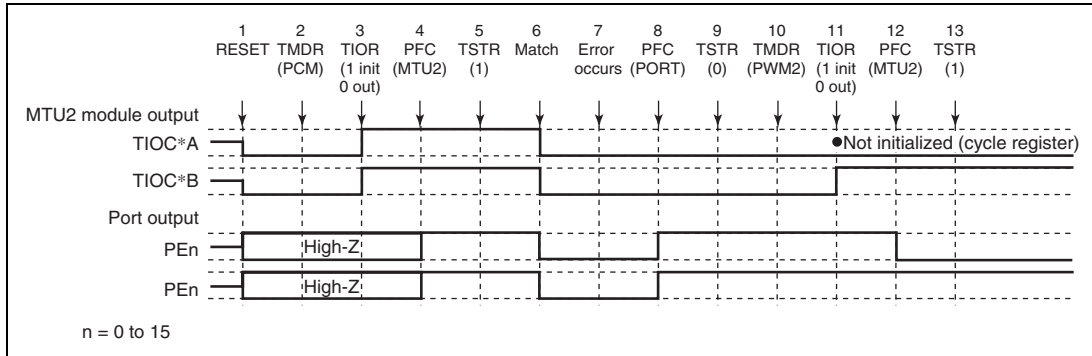 1 2 3 4 5 6 7 8 9 10 11 12 13
RESET TMDR TIOR PFC TSTR Match Error PFC TSTR TMDR TIOR PFC TSTR
(PCM) (1 init (MTU2) (1) occurs (PORT) (0) (PWM2) (1 init (MTU2) (1)
0 out) 0 out)
MTU2 module output
TIOC*A
●Not initialized (cycle register)
TIOC*B
Port output
PEn
High-Z
PEn
High-Z
n = 0 to 15